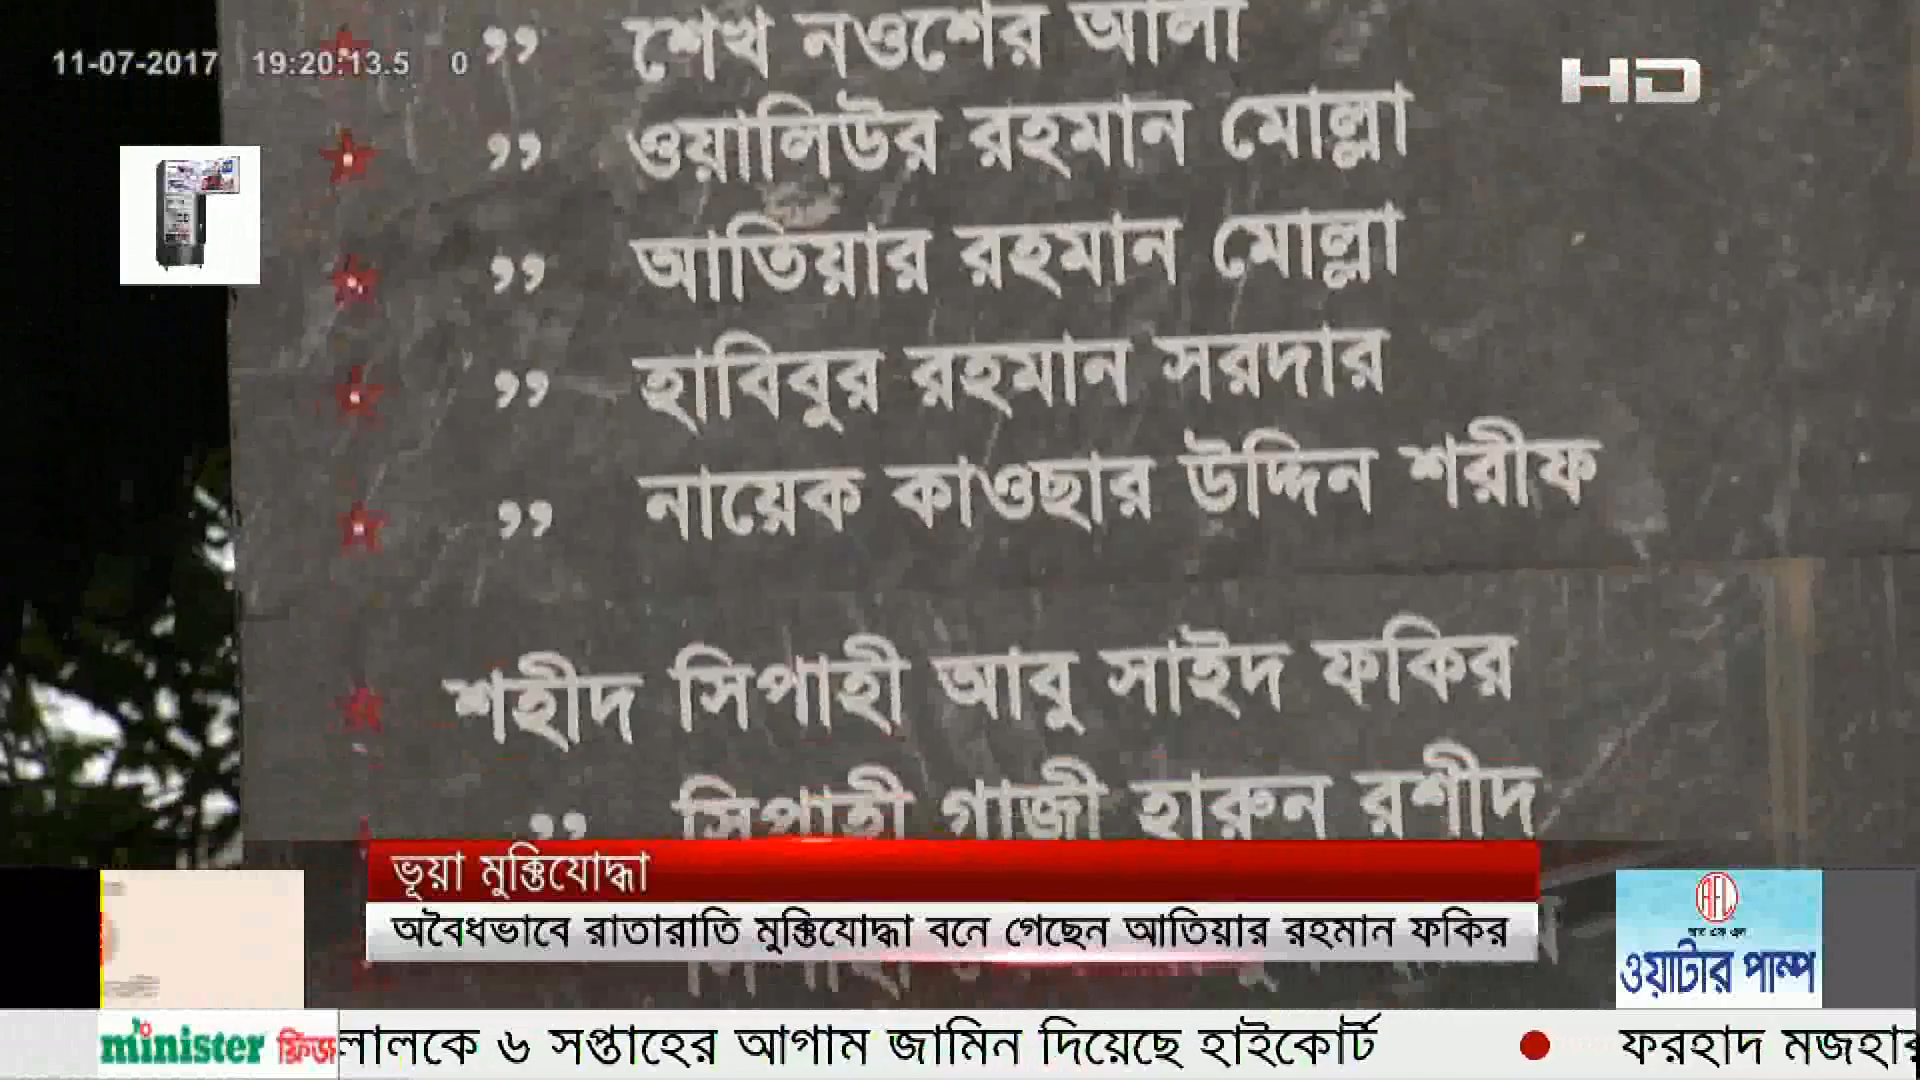 11-07-2017 19:20:13.5 0
HD
” শেখ নওশের আলী
” ওয়ালিউর রহমান মোল্লা
” আতিয়ার রহমান মোল্লা
” হাবিবুর রহমান সরদার
” নায়েক কাওছার উদ্দিন শরীফ
শহীদ সিপাহী আবু সাইদ ফকির
” সিপাহী গাজী হারুন রশীদ
ভূয়া মুক্তিযোদ্ধা
অবৈধভাবে রাতারাতি মুক্তিযোদ্ধা বনে গেছেন আতিয়ার রহমান ফকির
RFL
ওয়াটার পাম্প
minister ফ্রিজ
লালকে ৬ সপ্তাহের আগাম জামিন দিয়েছে হাইকোর্ট ● ফরহাদ মজহার